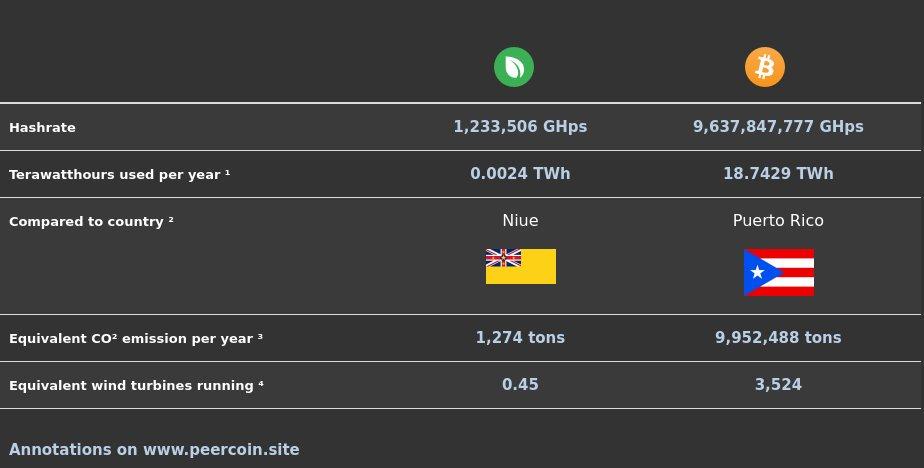 Hashrate 1,233,506 GHps 9,637,847,777 GHps
Terawatthours used per year ¹ 0.0024 TWh 18.7429 TWh
Compared to country ² Niue Puerto Rico
Equivalent CO² emission per year ³ 1,274 tons 9,952,488 tons
Equivalent wind turbines running ⁴ 0.45 3,524
Annotations on www.peercoin.site